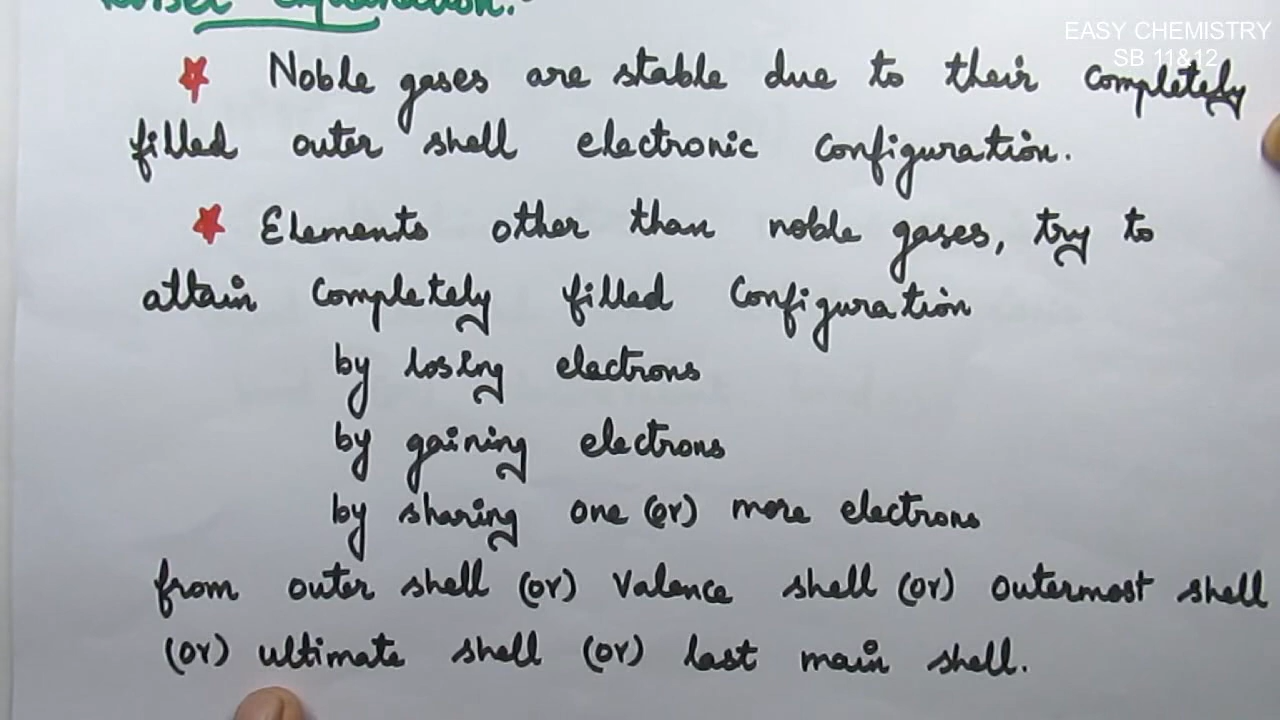 Kossel explanation:
EASY CHEMISTRY
SB 11&12
Noble gases are stable due to their completely
filled outer shell electronic configuration.
Elements other than noble gases, try to
attain completely filled configuration
by losing electrons
by gaining electrons
by sharing one (or) more electrons
from outer shell (or) valence shell (or) outermost shell
(or) ultimate shell (or) last main shell.